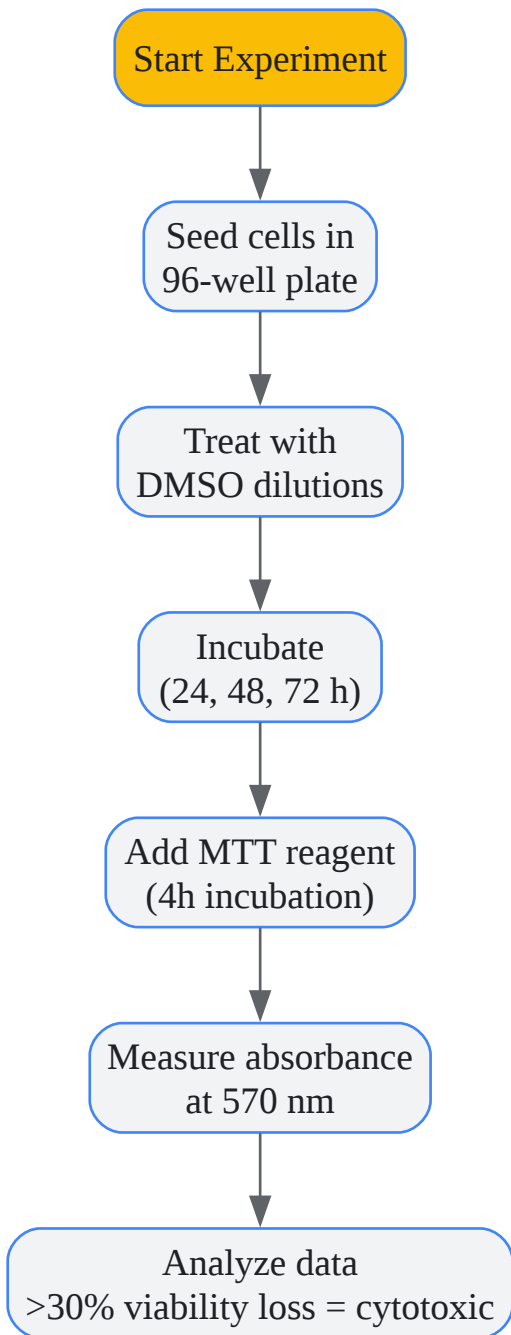 Start Experiment
Seed cells in
96-well plate
Treat with
DMSO dilutions
Incubate
(24, 48, 72 h)
Add MTT reagent
(4h incubation)
Measure absorbance
at 570 nm
Analyze data
>30% viability loss = cytotoxic